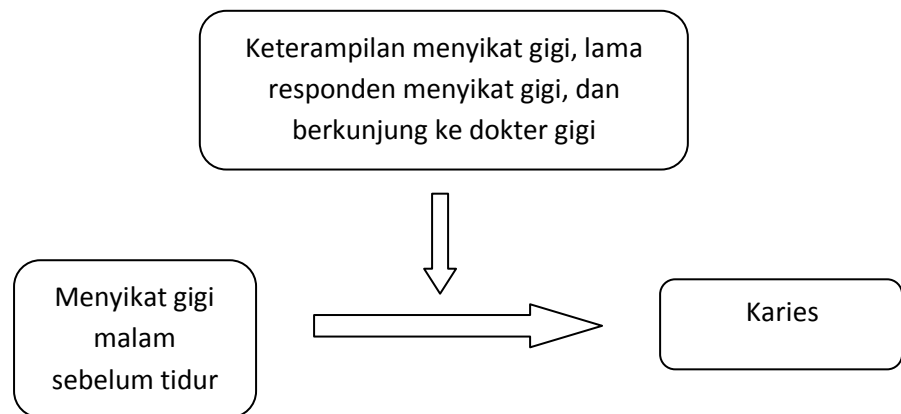 Keterampilan menyikat gigi, lama
responden menyikat gigi, dan
berkunjung ke dokter gigi
Menyikat gigi
malam
sebelum tidur
Karies